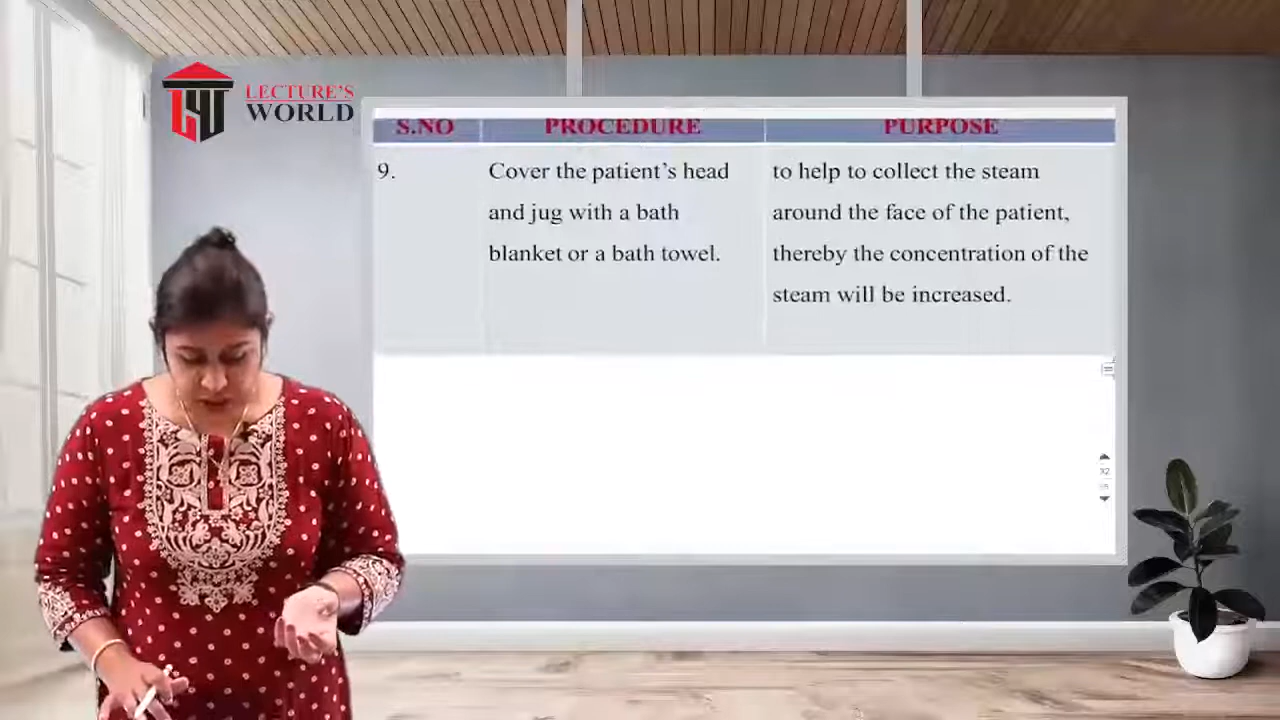 LECTURE'S
WORLD
S.NO PROCEDURE PURPOSE
9. Cover the patient’s head to help to collect the steam
and jug with a bath around the face of the patient,
blanket or a bath towel. thereby the concentration of the
steam will be increased.